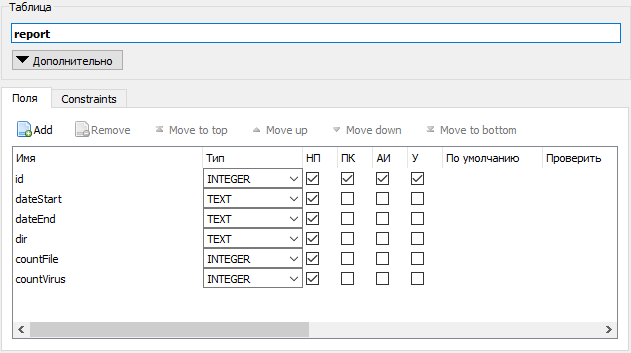 Таблица
report
Дополнительно
Поля Constraints
Add Remove Move to top Move up Move down Move to bottom
Имя Тип НП ПК АИ У По умолчанию Проверить
id INTEGER
dateStart TEXT
dateEnd TEXT
dir TEXT
countFile INTEGER
countVirus INTEGER